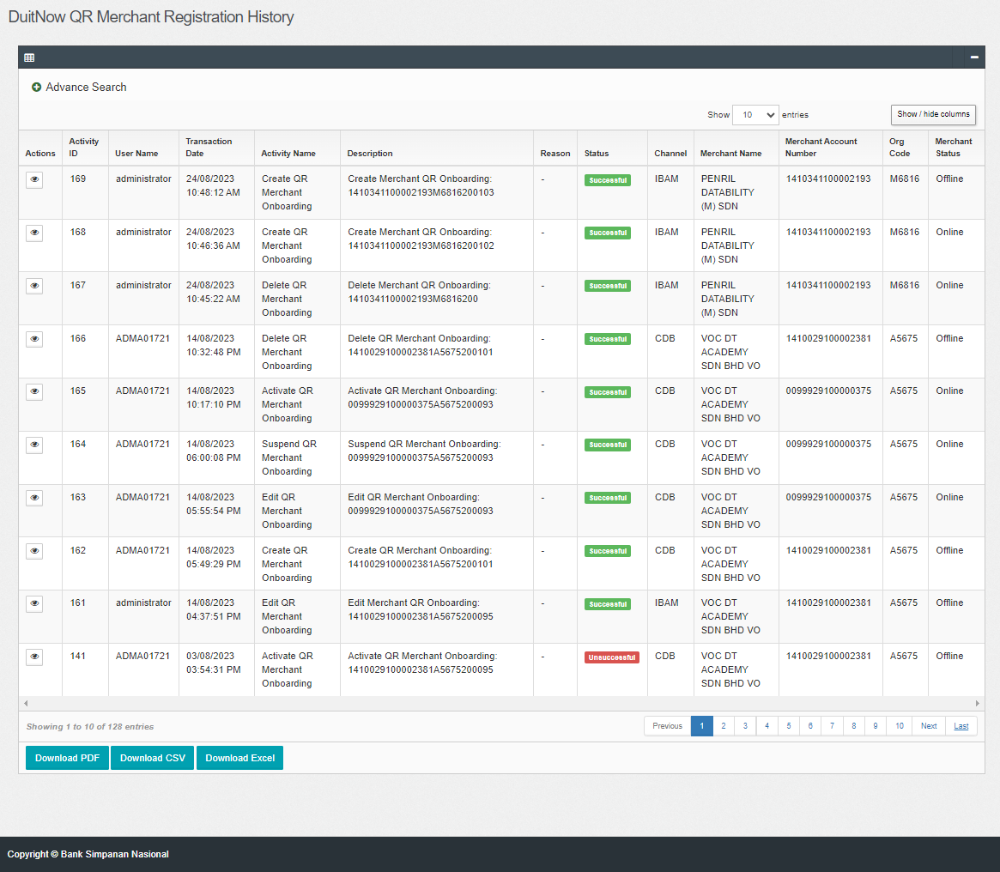 DuitNow QR Merchant Registration History
Advance Search
Show 10 entries Show / hide columns
Actions Activity ID User Name Transaction Date Activity Name Description Reason Status Channel Merchant Name Merchant Account Number Org Code Merchant Status
169 administrator 24/08/2023 Create QR Create Merchant QR Onboarding: - Successful IBAM PENRIL 1410341100002193 M6816 Offline
10:48:12 AM Merchant 1410341100002193M6816200103 DATABILITY
Onboarding (M) SDN
168 administrator 24/08/2023 Create QR Create Merchant QR Onboarding: - Successful IBAM PENRIL 1410341100002193 M6816 Online
10:46:36 AM Merchant 1410341100002193M6816200102 DATABILITY
Onboarding (M) SDN
167 administrator 24/08/2023 Delete QR Delete Merchant QR Onboarding: - Successful IBAM PENRIL 1410341100002193 M6816 Online
10:45:22 AM Merchant 1410341100002193M6816200 DATABILITY
Onboarding (M) SDN
166 ADMA01721 14/08/2023 Delete QR Delete QR Merchant Onboarding: - Successful CDB VOC DT 1410029100002381 A5675 Offline
10:32:48 PM Merchant 1410029100002381A5675200101 ACADEMY
Onboarding SDN BHD VO
165 ADMA01721 14/08/2023 Activate QR Activate QR Merchant Onboarding: - Successful CDB VOC DT 0099929100000375 A5675 Online
10:17:10 PM Merchant 0099929100000375A5675200093 ACADEMY
Onboarding SDN BHD VO
164 ADMA01721 14/08/2023 Suspend QR Suspend QR Merchant Onboarding: - Successful CDB VOC DT 0099929100000375 A5675 Online
06:00:08 PM Merchant 0099929100000375A5675200093 ACADEMY
Onboarding SDN BHD VO
163 ADMA01721 14/08/2023 Edit QR Edit QR Merchant Onboarding: - Successful CDB VOC DT 0099929100000375 A5675 Online
05:55:54 PM Merchant 0099929100000375A5675200093 ACADEMY
Onboarding SDN BHD VO
162 ADMA01721 14/08/2023 Create QR Create QR Merchant Onboarding: - Successful CDB VOC DT 1410029100002381 A5675 Offline
05:49:29 PM Merchant 1410029100002381A5675200101 ACADEMY
Onboarding SDN BHD VO
161 administrator 14/08/2023 Edit QR Edit Merchant QR Onboarding: - Successful IBAM VOC DT 1410029100002381 A5675 Offline
04:37:51 PM Merchant 1410029100002381A5675200095 ACADEMY
Onboarding SDN BHD VO
141 ADMA01721 03/08/2023 Activate QR Activate QR Merchant Onboarding: - Unsuccessful CDB VOC DT 1410029100002381 A5675 Offline
03:54:31 PM Merchant 1410029100002381A5675200095 ACADEMY
Onboarding SDN BHD VO
Showing 1 to 10 of 128 entries Previous 1 2 3 4 5 6 7 8 9 10 Next Last
Download PDF Download CSV Download Excel
Copyright © Bank Simpanan Nasional